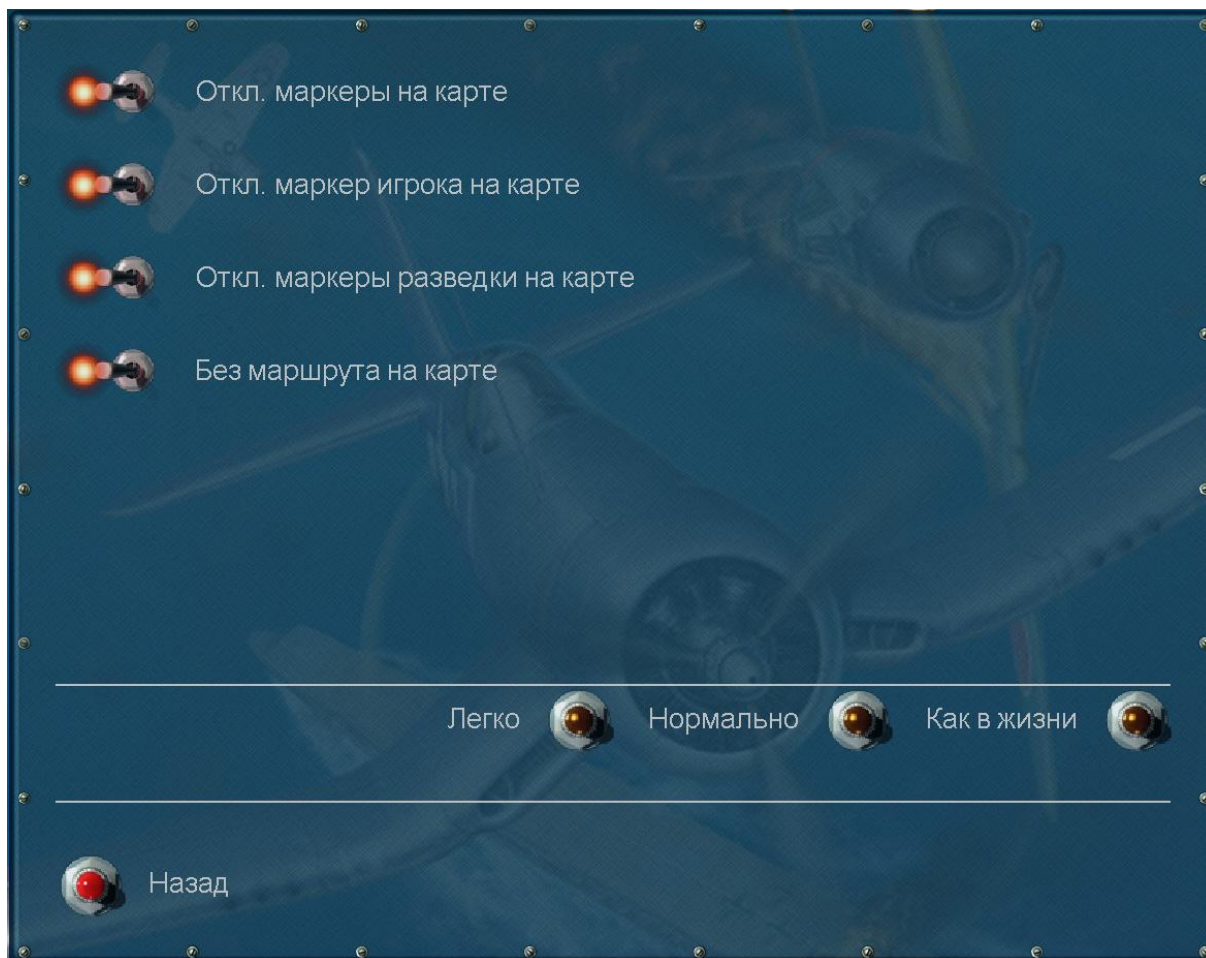 Откл. маркеры на карте
Откл. маркер игрока на карте
Откл. маркеры разведки на карте
Без маршрута на карте
Легко Нормально Как в жизни
Назад